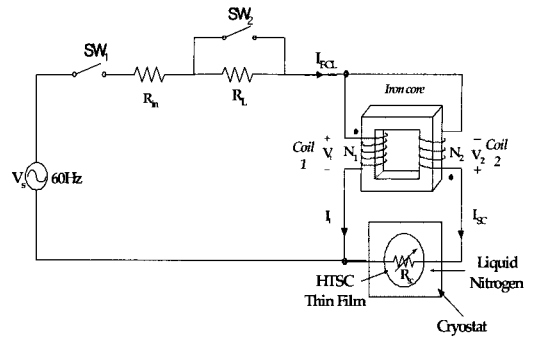 SW2
SW1
IFCL
Iron core
Rin
RL
+
−
Coil
1
V1
N1
N2
V2
Coil
2
−
+
Vs
60Hz
I1
ISC
Rsc
HTSC
Thin Film
Liquid
Nitrogen
Cryostat